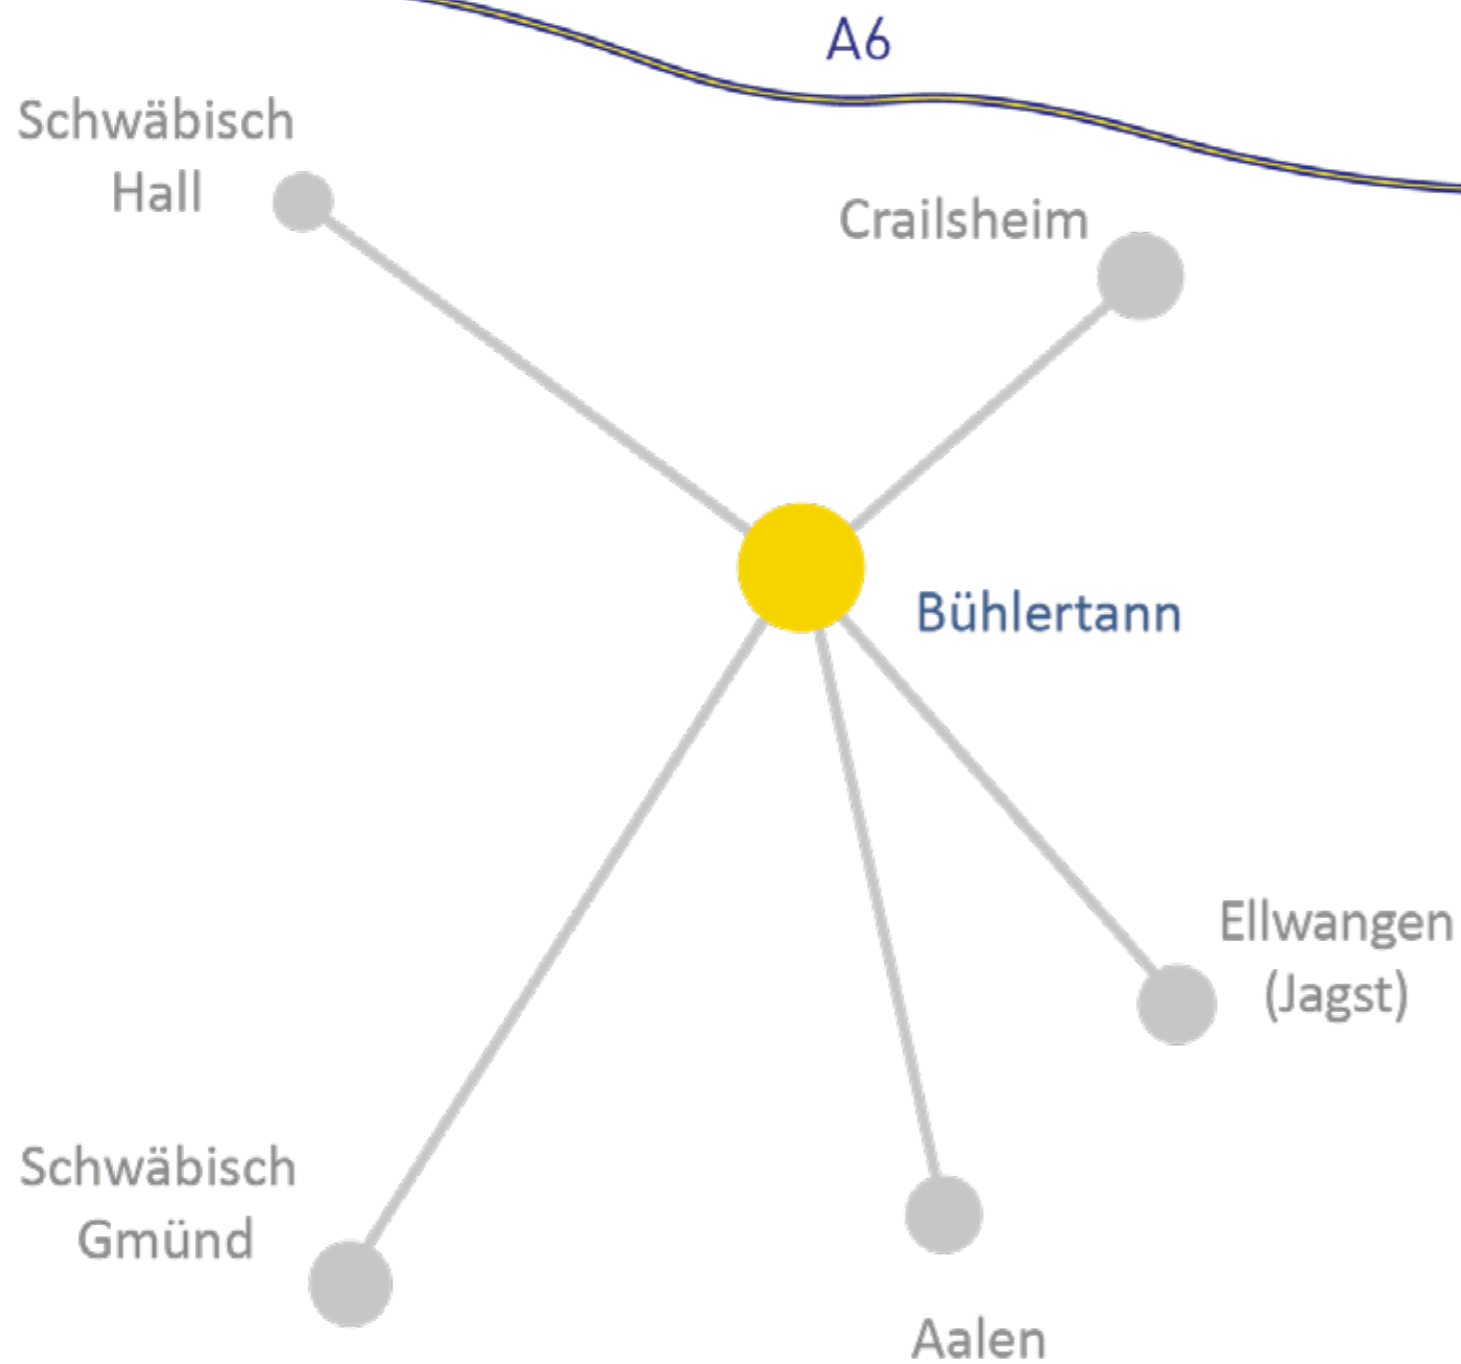 A6
Schwäbisch
Hall
Crailsheim
Bühlertann
Ellwangen
(Jagst)
Schwäbisch
Gmünd
Aalen